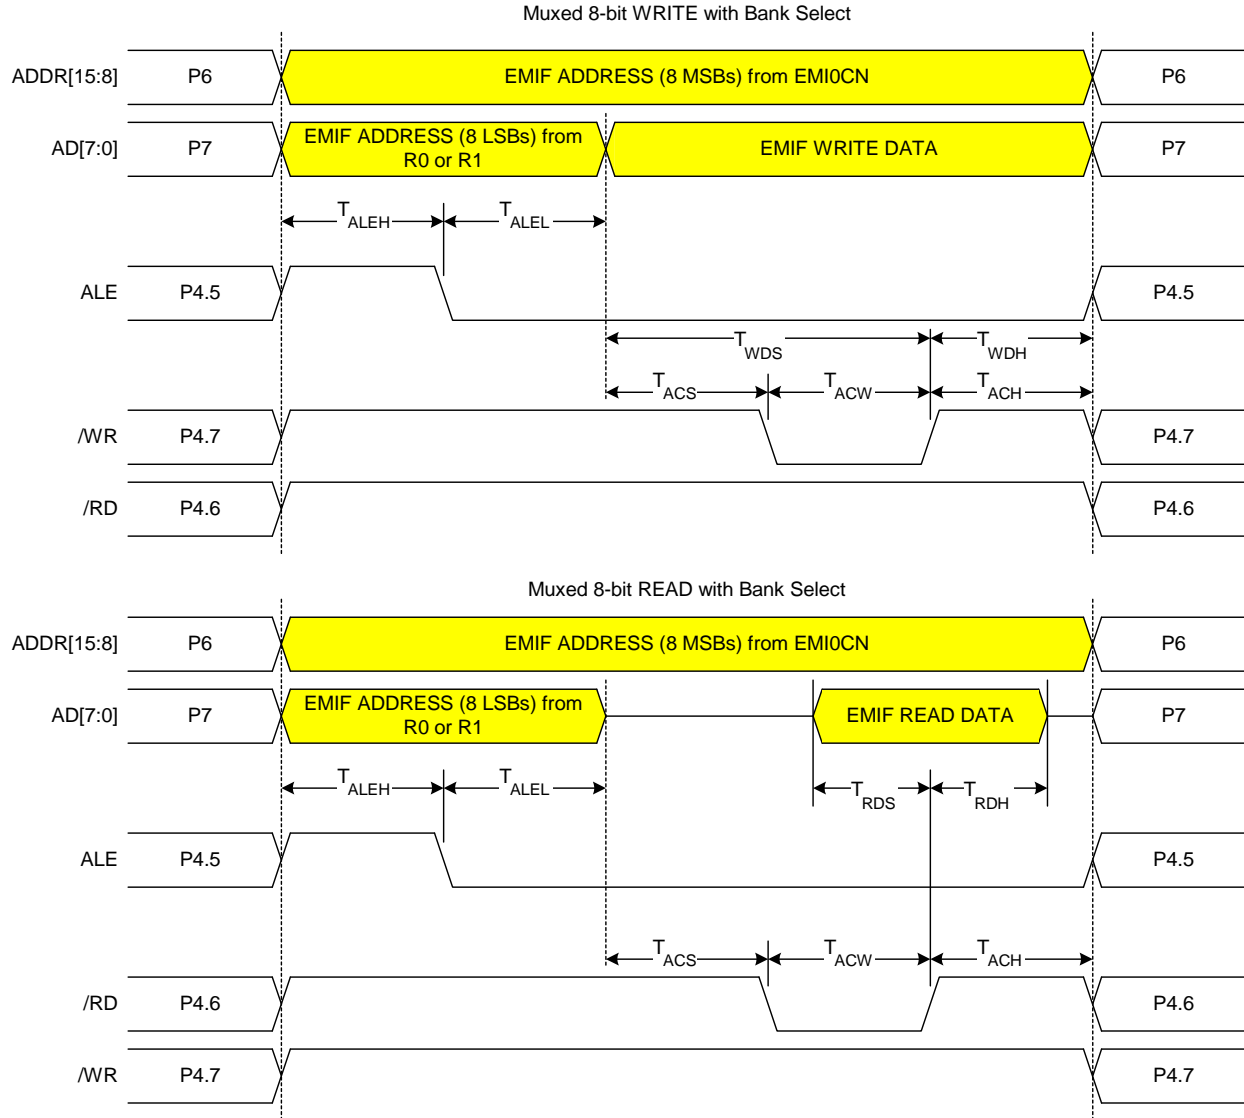 Muxed 8-bit WRITE with Bank Select
ADDR[15:8] P6 EMIF ADDRESS (8 MSBs) from EMI0CN P6
AD[7:0] P7 EMIF ADDRESS (8 LSBs) from
R0 or R1 EMIF WRITE DATA P7
TALEH TALEL
ALE P4.5 P4.5
TWDS TWDH
TACS TACW TACH
/WR P4.7 P4.7
/RD P4.6 P4.6
Muxed 8-bit READ with Bank Select
ADDR[15:8] P6 EMIF ADDRESS (8 MSBs) from EMI0CN P6
AD[7:0] P7 EMIF ADDRESS (8 LSBs) from
R0 or R1 EMIF READ DATA P7
TALEH TALEL TRDS TRDH
ALE P4.5 P4.5
TACS TACW TACH
/RD P4.6 P4.6
/WR P4.7 P4.7